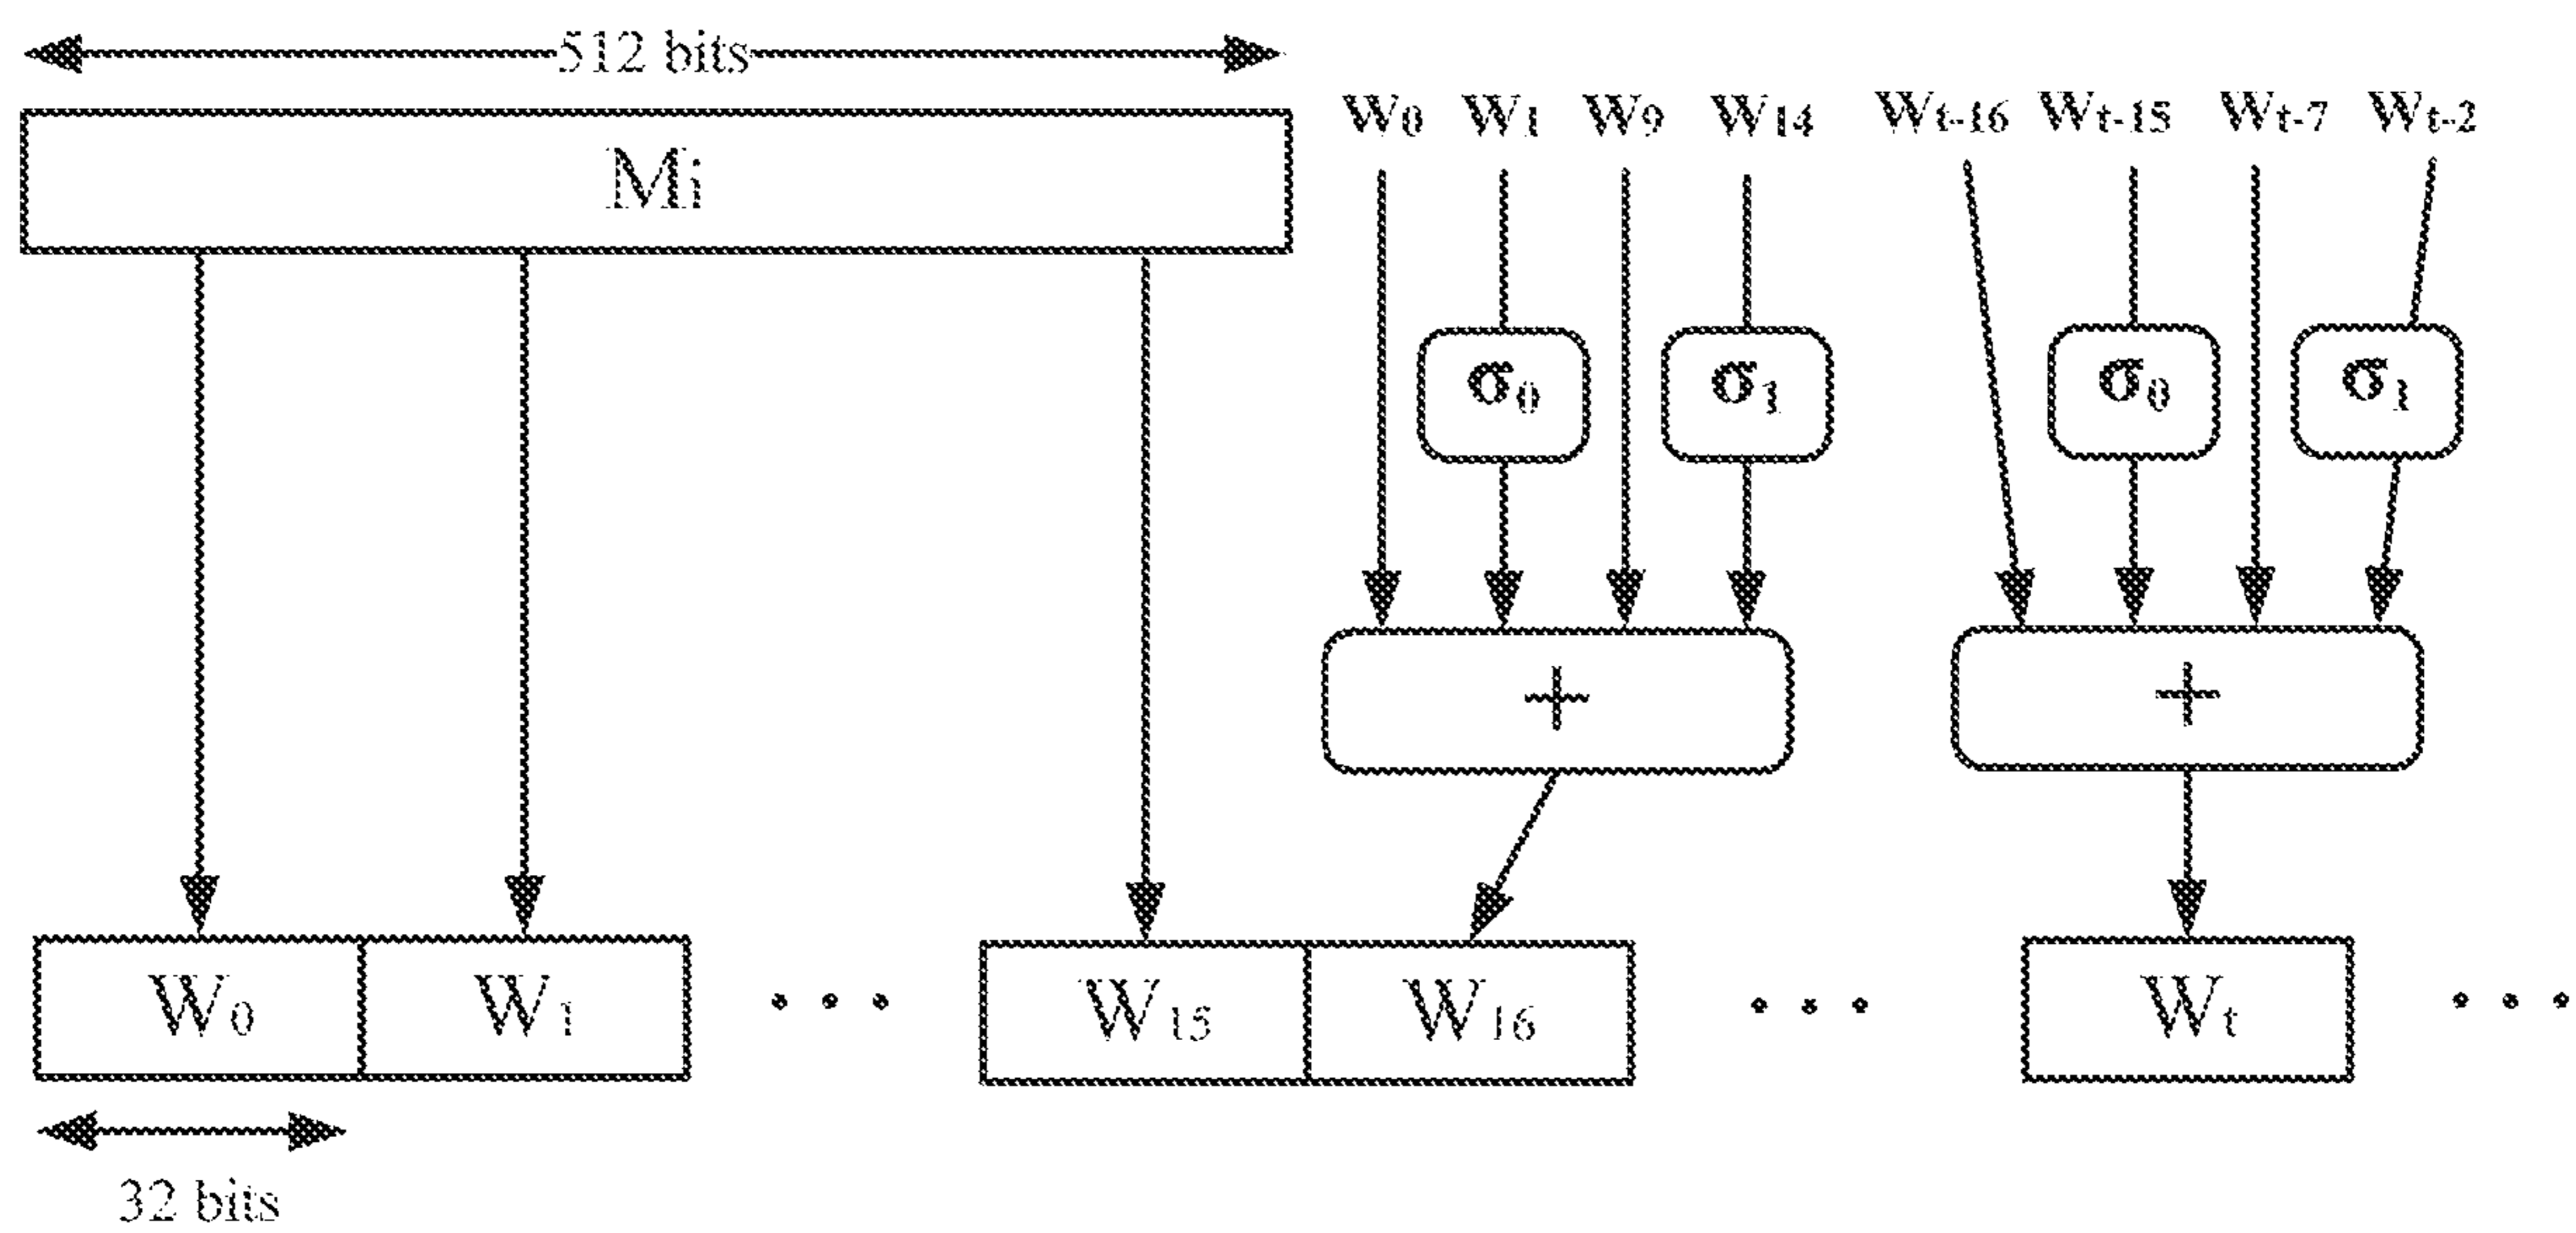 512 bits
Mi
W0 W1 W9 W14 Wt-16 Wt-15 Wt-7 Wt-2
σ0 σ1 σ0 σ1
+ +
W0 W1 • • • W15 W16 • • • Wt • • •
32 bits